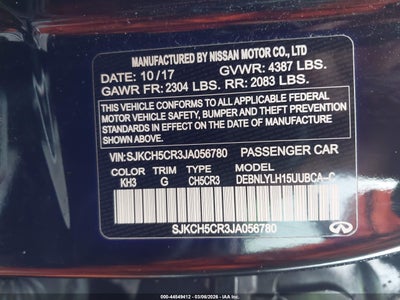 MANUFACTURED BY NISSAN MOTOR CO., LTD
DATE: 10/17 GVWR: 4387 LBS.
GAWR FR: 2304 LBS. RR: 2083 LBS.
THIS VEHICLE CONFORMS TO ALL APPLICABLE FEDERAL
MOTOR VEHICLE SAFETY, BUMPER AND THEFT PREVENTION
STANDARDS IN EFFECT ON THE DATE OF MANUFACTURE
SHOWN ABOVE.
VIN:SJKCH5CR3JA056780 PASSENGER CAR
COLOR TRIM TYPE MODEL
KH3 G CH5CR3 DEBNLYLH15UUBCA--C
SJKCH5CR3JA056780
INFINITI
000-44549412 - 03/06/2026 - IAA